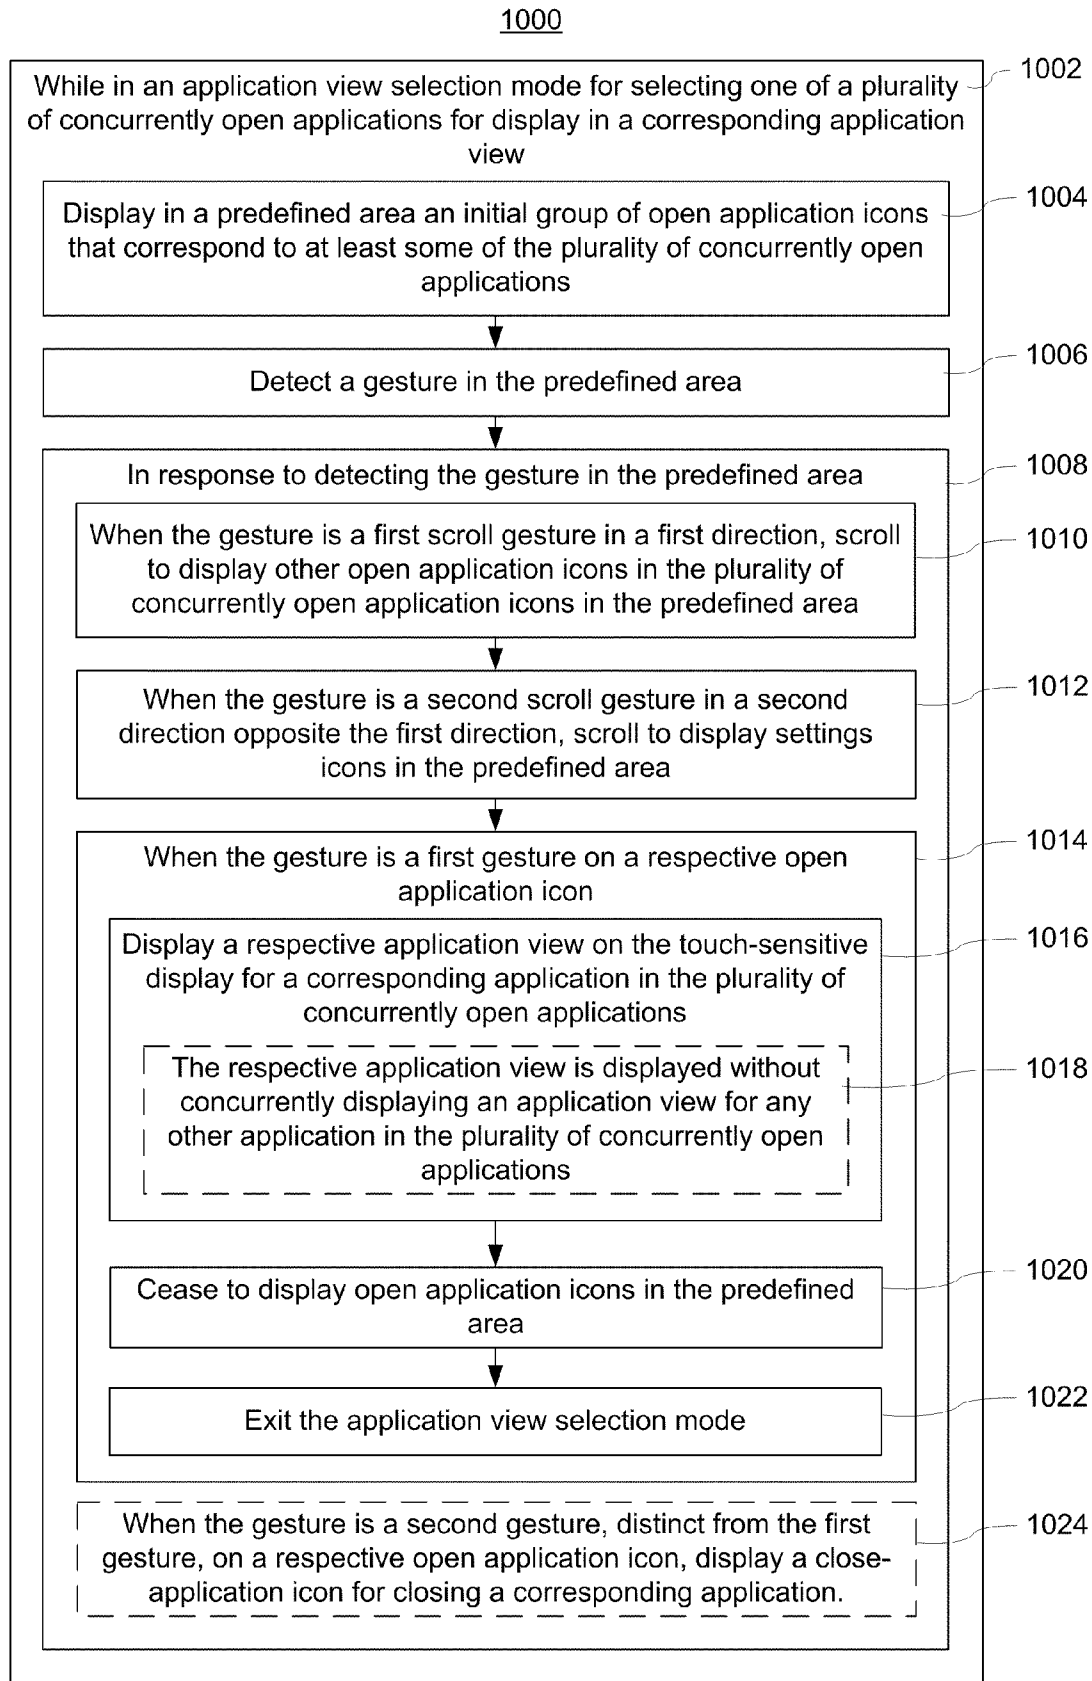 1000
While in an application view selection mode for selecting one of a plurality
of concurrently open applications for display in a corresponding application
view
1002
Display in a predefined area an initial group of open application icons
that correspond to at least some of the plurality of concurrently open
applications
1004
Detect a gesture in the predefined area
1006
In response to detecting the gesture in the predefined area
1008
When the gesture is a first scroll gesture in a first direction, scroll
to display other open application icons in the plurality of
concurrently open application icons in the predefined area
1010
When the gesture is a second scroll gesture in a second
direction opposite the first direction, scroll to display settings
icons in the predefined area
1012
When the gesture is a first gesture on a respective open
application icon
1014
Display a respective application view on the touch-sensitive
display for a corresponding application in the plurality of
concurrently open applications
1016
The respective application view is displayed without
concurrently displaying an application view for any
other application in the plurality of concurrently open
applications
1018
Cease to display open application icons in the predefined
area
1020
Exit the application view selection mode
1022
When the gesture is a second gesture, distinct from the first
gesture, on a respective open application icon, display a close-
application icon for closing a corresponding application.
1024